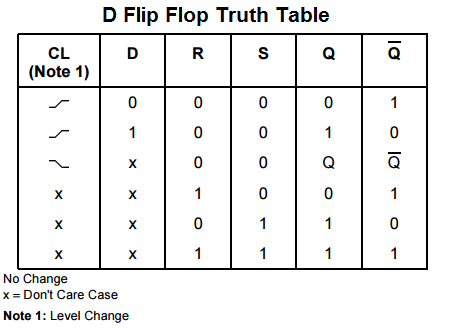 D Flip Flop Truth Table
CL (Note 1) D R S Q Q̅
0 0 0 0 1
1 0 0 1 0
x 0 0 Q Q̅
x x 1 0 0 1
x x 0 1 1 0
x x 1 1 1 1
No Change
x = Don't Care Case
Note 1: Level Change